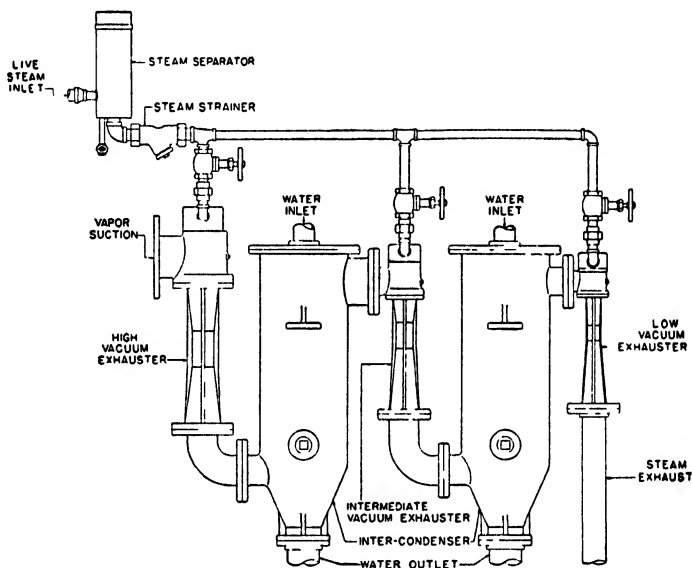 LIVE
STEAM
INLET
STEAM SEPARATOR
STEAM STRAINER
WATER
INLET
WATER
INLET
VAPOR
SUCTION
HIGH
VACUUM
EXHAUSTER
LOW
VACUUM
EXHAUSTER
INTERMEDIATE
VACUUM EXHAUSTER
STEAM
EXHAUST
INTER-CONDENSER
WATER OUTLET